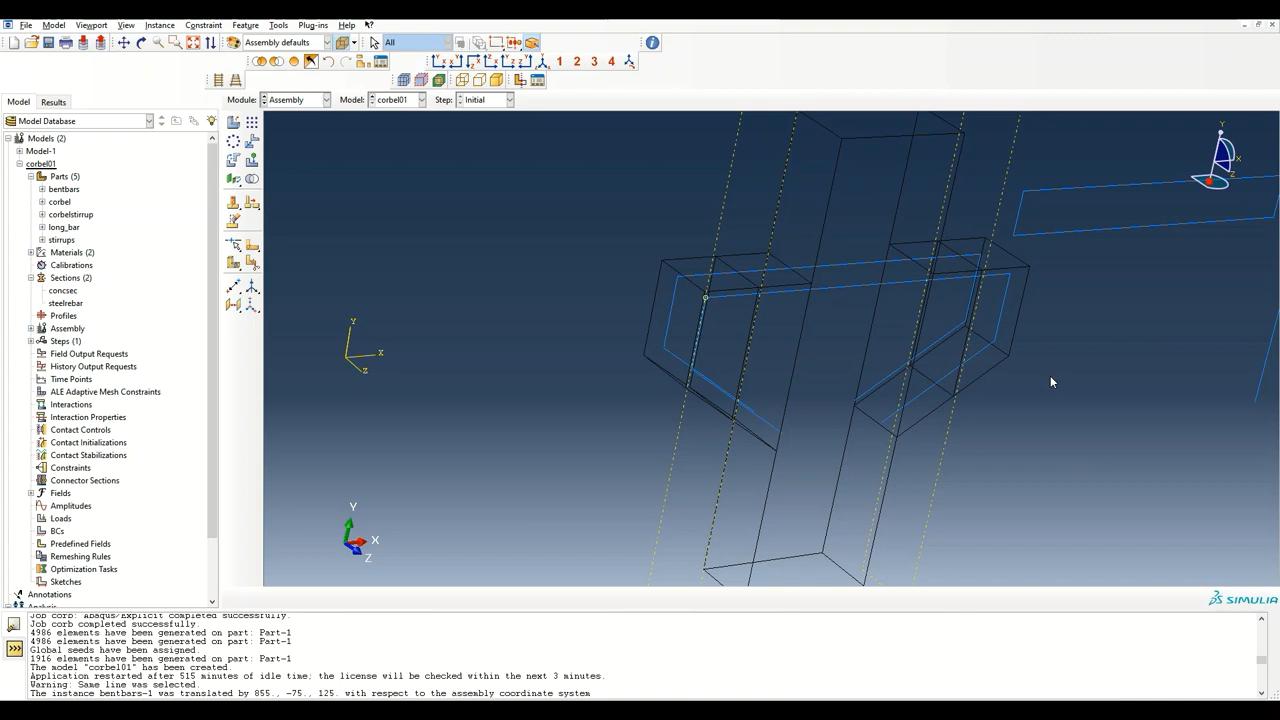 File Model Viewport View Instance Constraint Feature Tools Plug-ins Help
Assembly defaults All
1 2 3 4
Model Results Module: Assembly Model: corbel01 Step: Initial
Model Database
Models (2)
Model-1
corbel01
Parts (5)
bentbars
corbel
corbelstirrup
long_bar
stirrups
Materials (2)
Calibrations
Sections (2)
concsec
steelrebar
Profiles
Assembly
Steps (1)
Field Output Requests
History Output Requests
Time Points
ALE Adaptive Mesh Constraints
Interactions
Interaction Properties
Contact Controls
Contact Initializations
Contact Stabilizations
Constraints
Connector Sections
Fields
Amplitudes
Loads
BCs
Predefined Fields
Remeshing Rules
Optimization Tasks
Sketches
Annotations
Analysis
Y
X
Z
Y
X
Z
Y
X
Z
SIMULIA
Job corb: Abaqus/Explicit completed successfully.
Job corb completed successfully.
4986 elements have been generated on part: Part-1
4986 elements have been generated on part: Part-1
Global seeds have been assigned.
1916 elements have been generated on part: Part-1
The model "corbel01" has been created.
Application restarted after 515 minutes of idle time; the license will be checked within the next 3 minutes.
Warning: Same line was selected.
The instance bentbars-1 was translated by 855., -75., 125. with respect to the assembly coordinate system